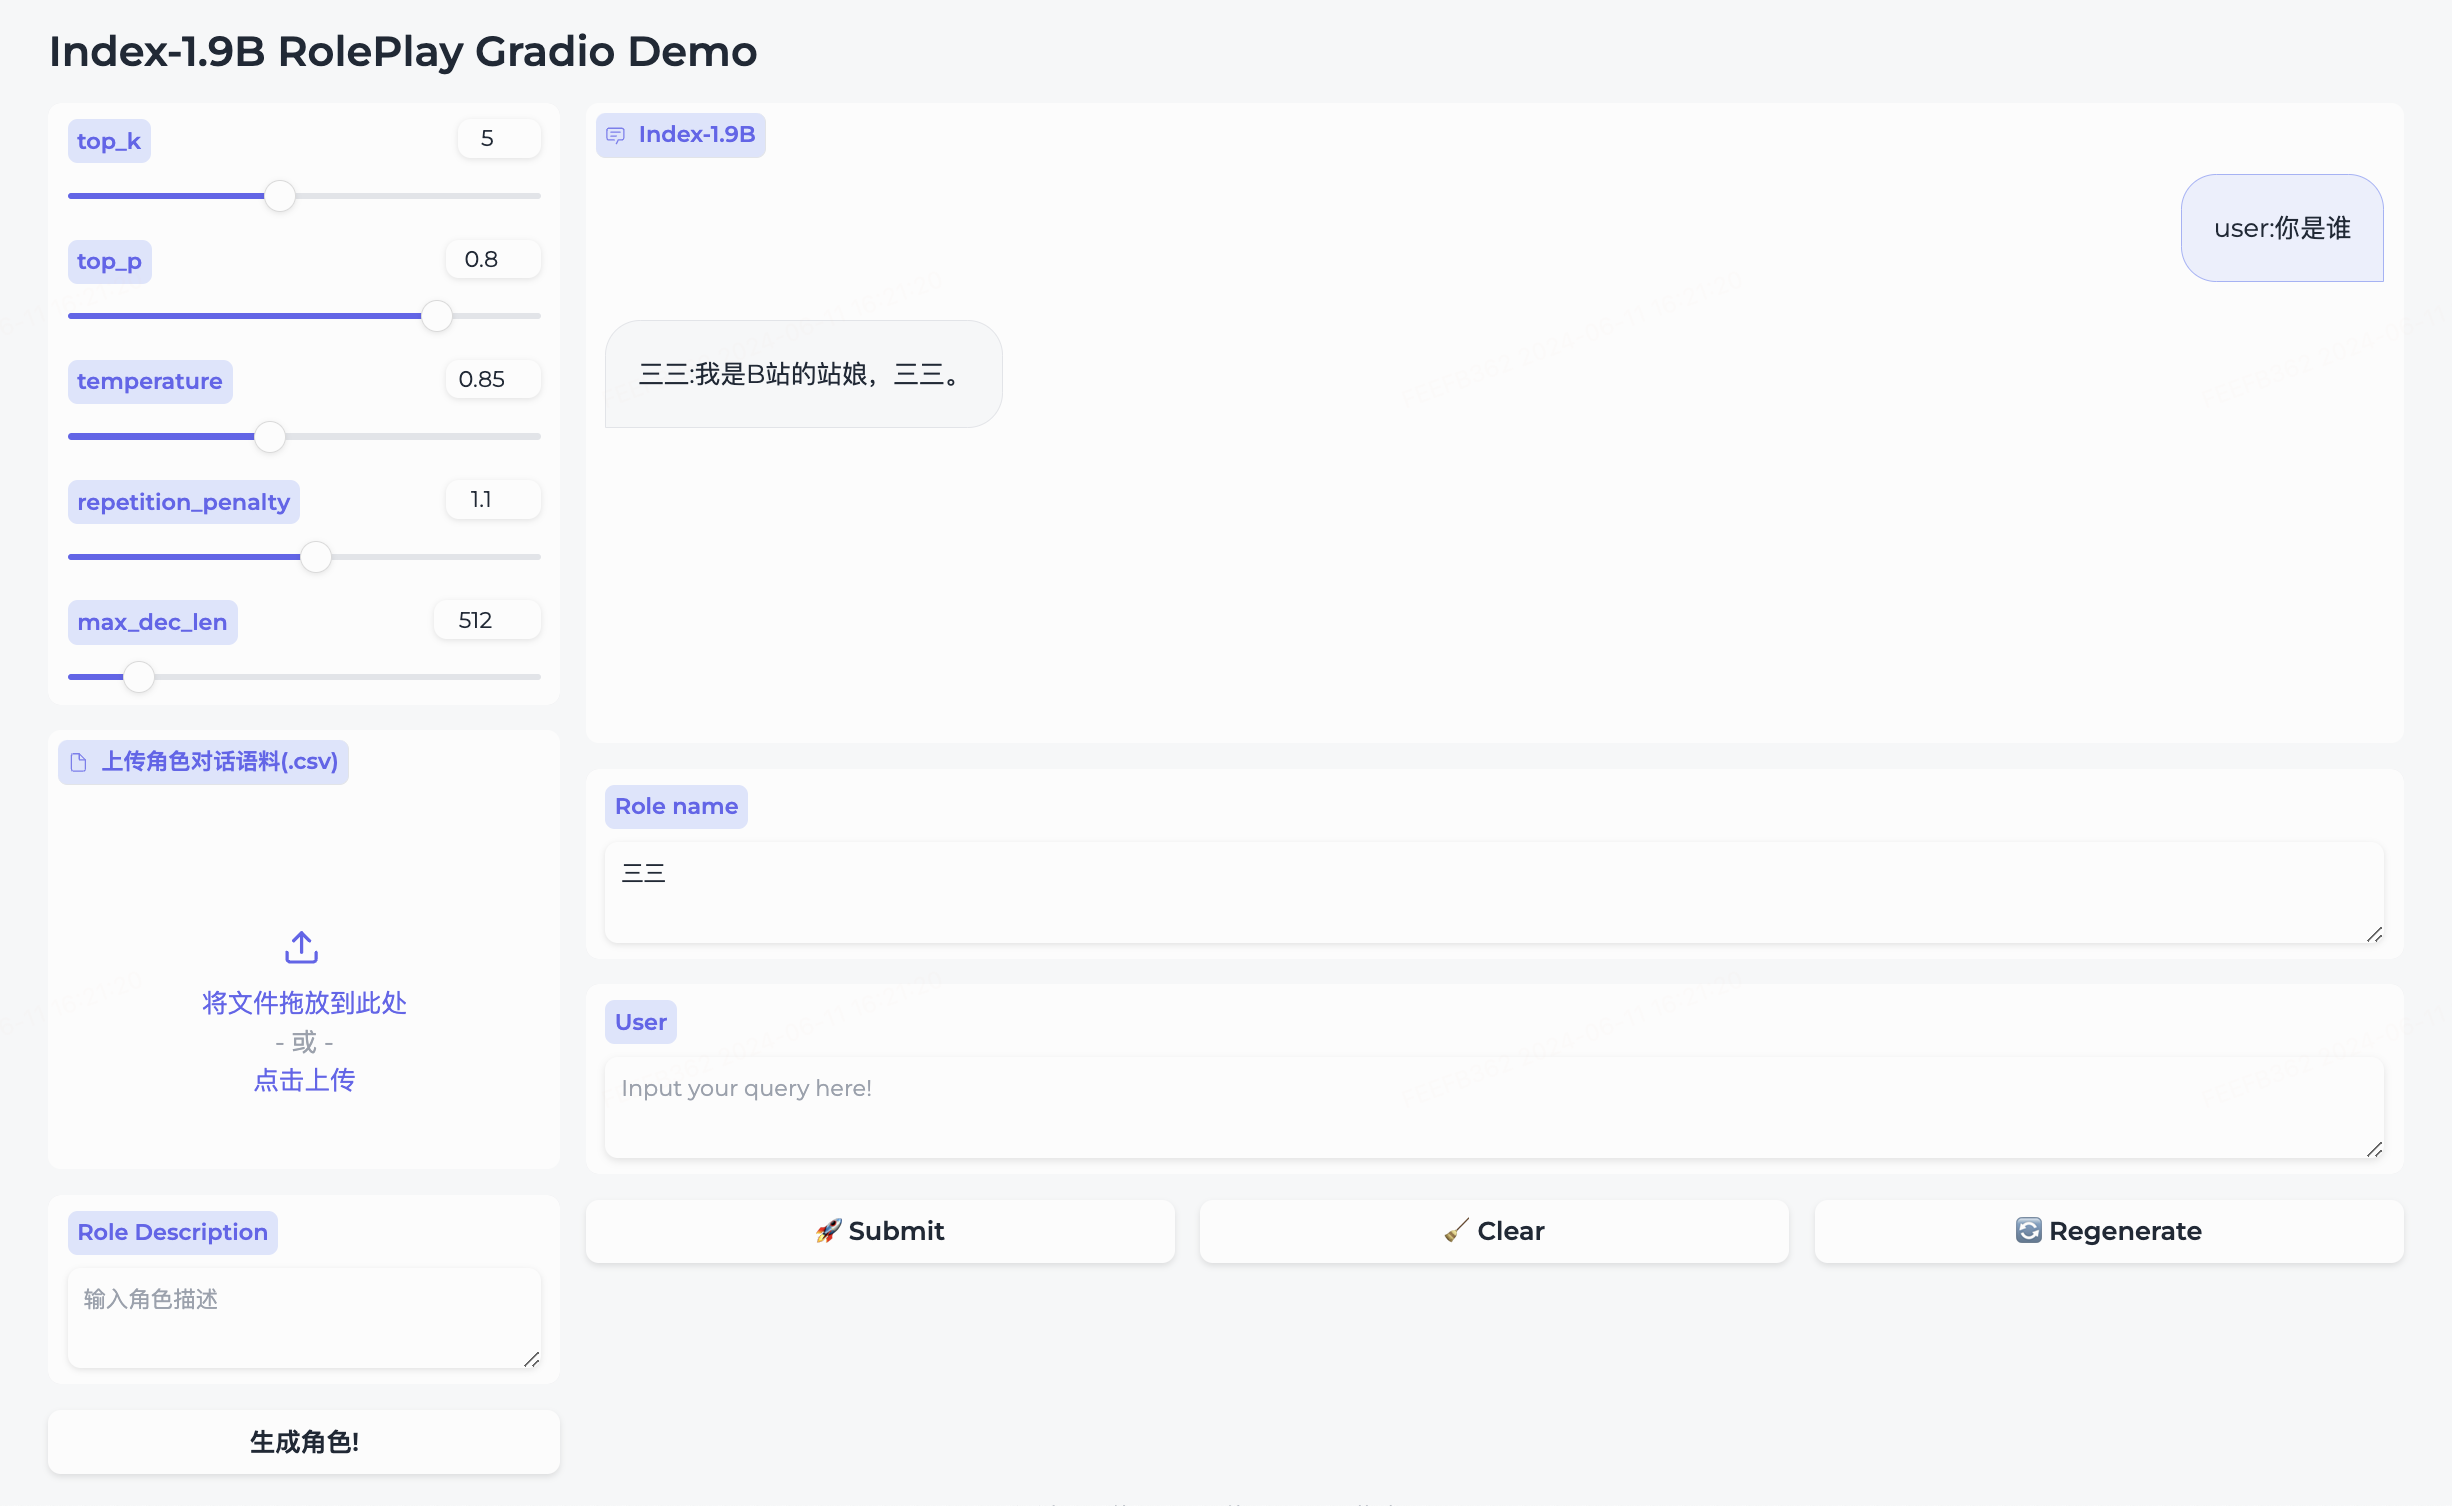 Index-1.9B RolePlay Gradio Demo
top_k
5
top_p
0.8
temperature
0.85
repetition_penalty
1.1
max_dec_len
512
上传角色对话语料(.csv)
将文件拖放到此处
- 或 -
点击上传
Role Description
输入角色描述
生成角色!
Index-1.9B
user:你是谁
三三:我是B站的站娘，三三。
Role name
三三
User
Input your query here!
🚀 Submit
🧹 Clear
🔄 Regenerate